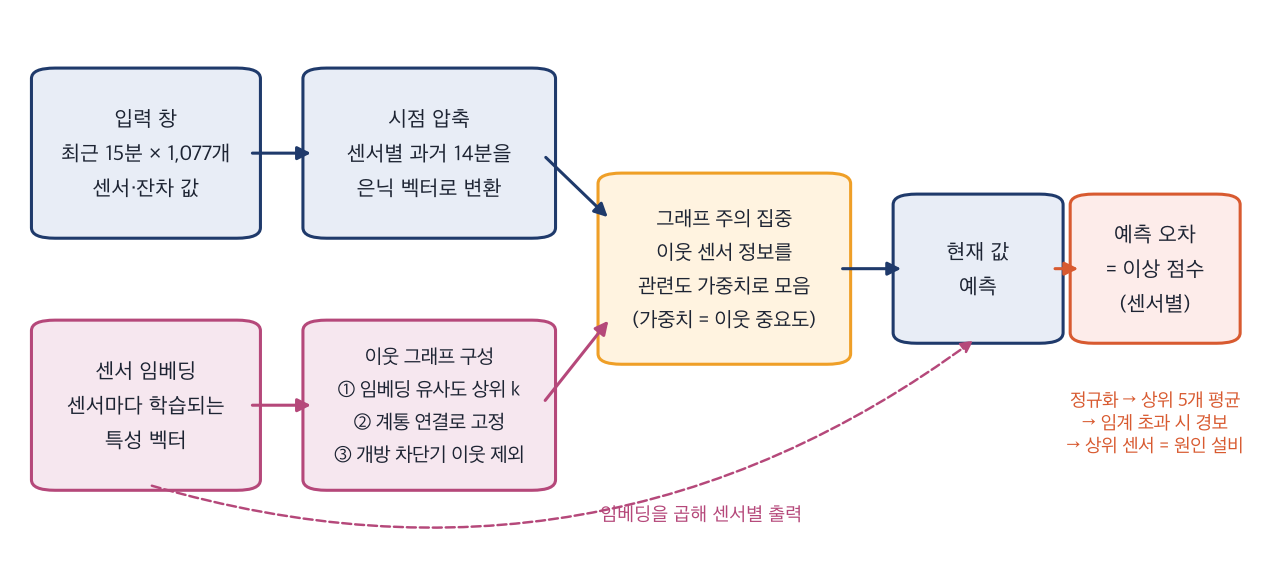 입력 창
최근 15분 × 1,077개
센서·잔차 값
시점 압축
센서별 과거 14분을
은닉 벡터로 변환
그래프 주의 집중
이웃 센서 정보를
관련도 가중치로 모음
(가중치 = 이웃 중요도)
현재 값
예측
예측 오차
= 이상 점수
(센서별)
센서 임베딩
센서마다 학습되는
특성 벡터
이웃 그래프 구성
① 임베딩 유사도 상위 k
② 계통 연결로 고정
③ 개방 차단기 이웃 제외
정규화 → 상위 5개 평균
→ 임계 초과 시 경보
→ 상위 센서 = 원인 설비
임베딩을 곱해 센서별 출력